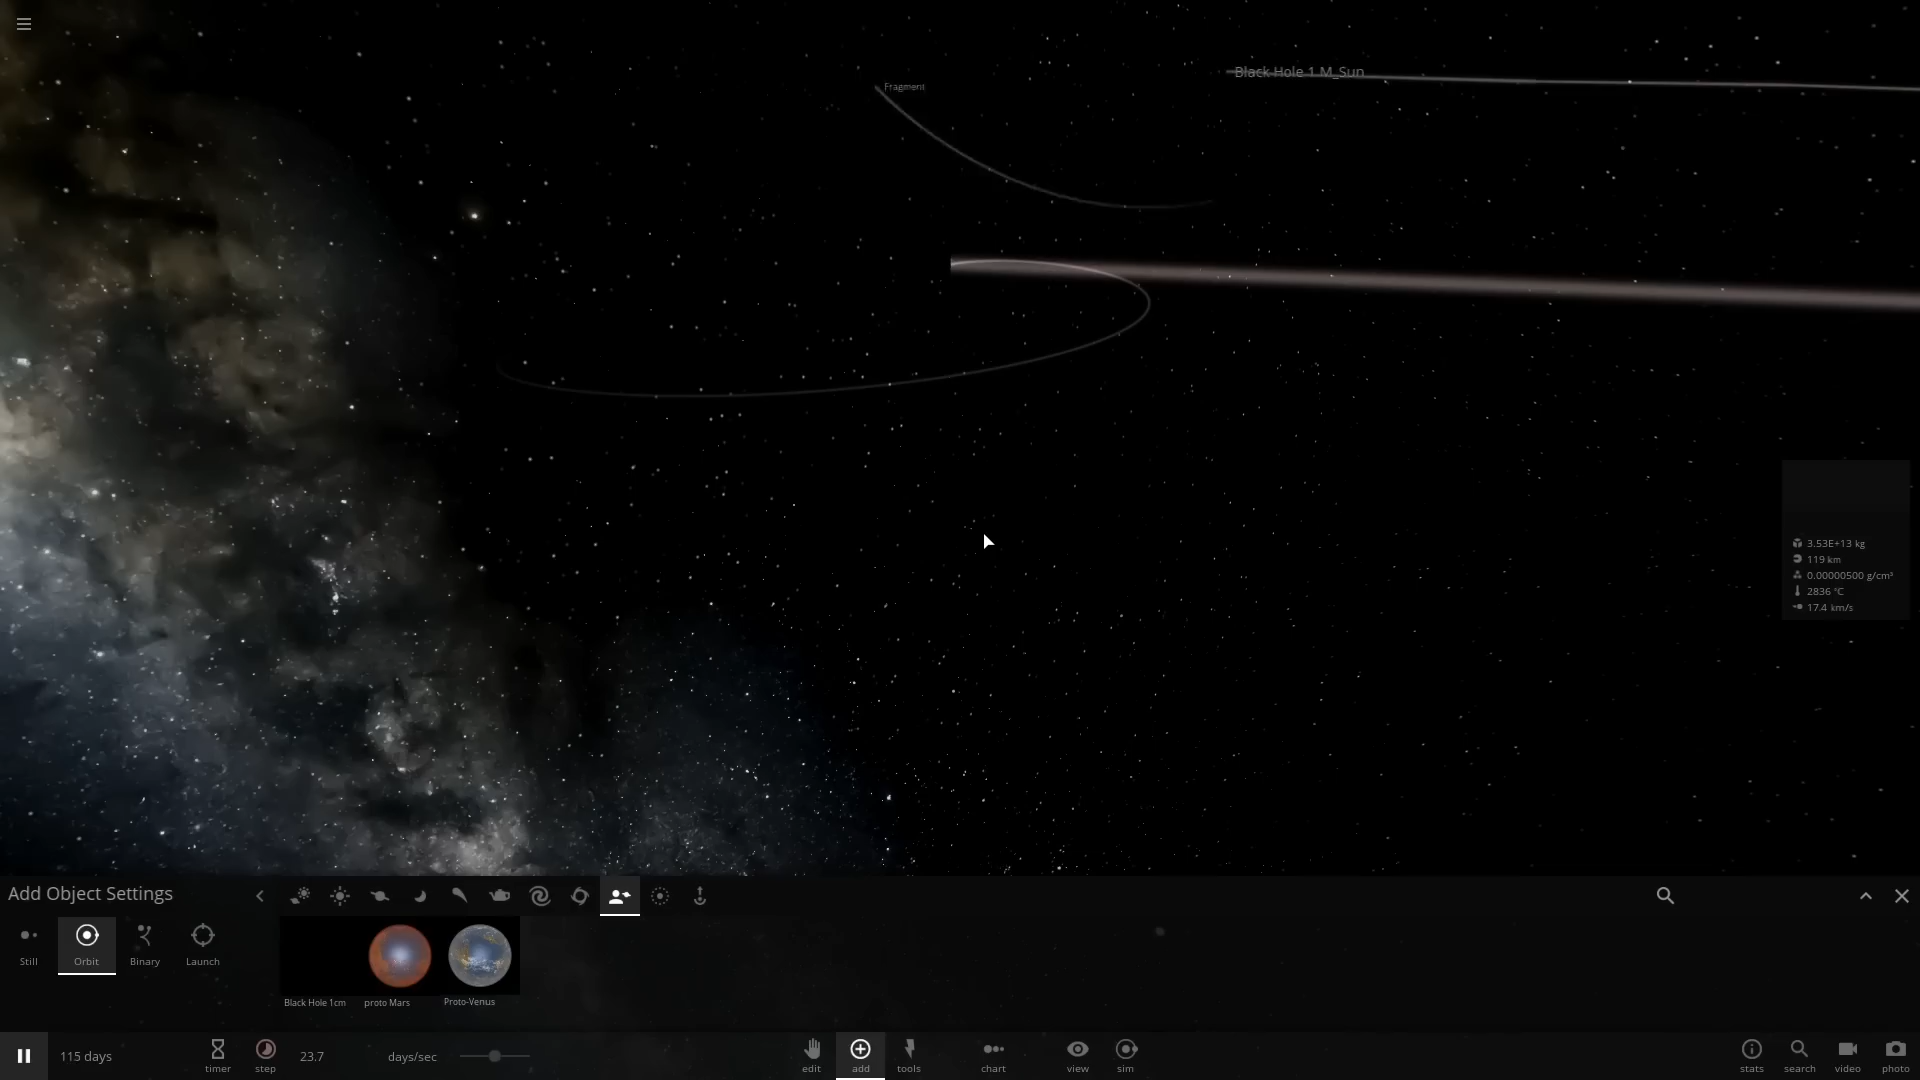 Black Hole 1 M_Sun
Fragment
3.53E+13 kg
119 km
0.00000500 g/cm³
2836 °C
17.4 km/s
Add Object Settings
Still
Orbit
Binary
Launch
Black Hole 1cm
proto Mars
Proto-Venus
115 days
timer
step
23.7
days/sec
edit
add
tools
chart
view
sim
stats
search
video
photo